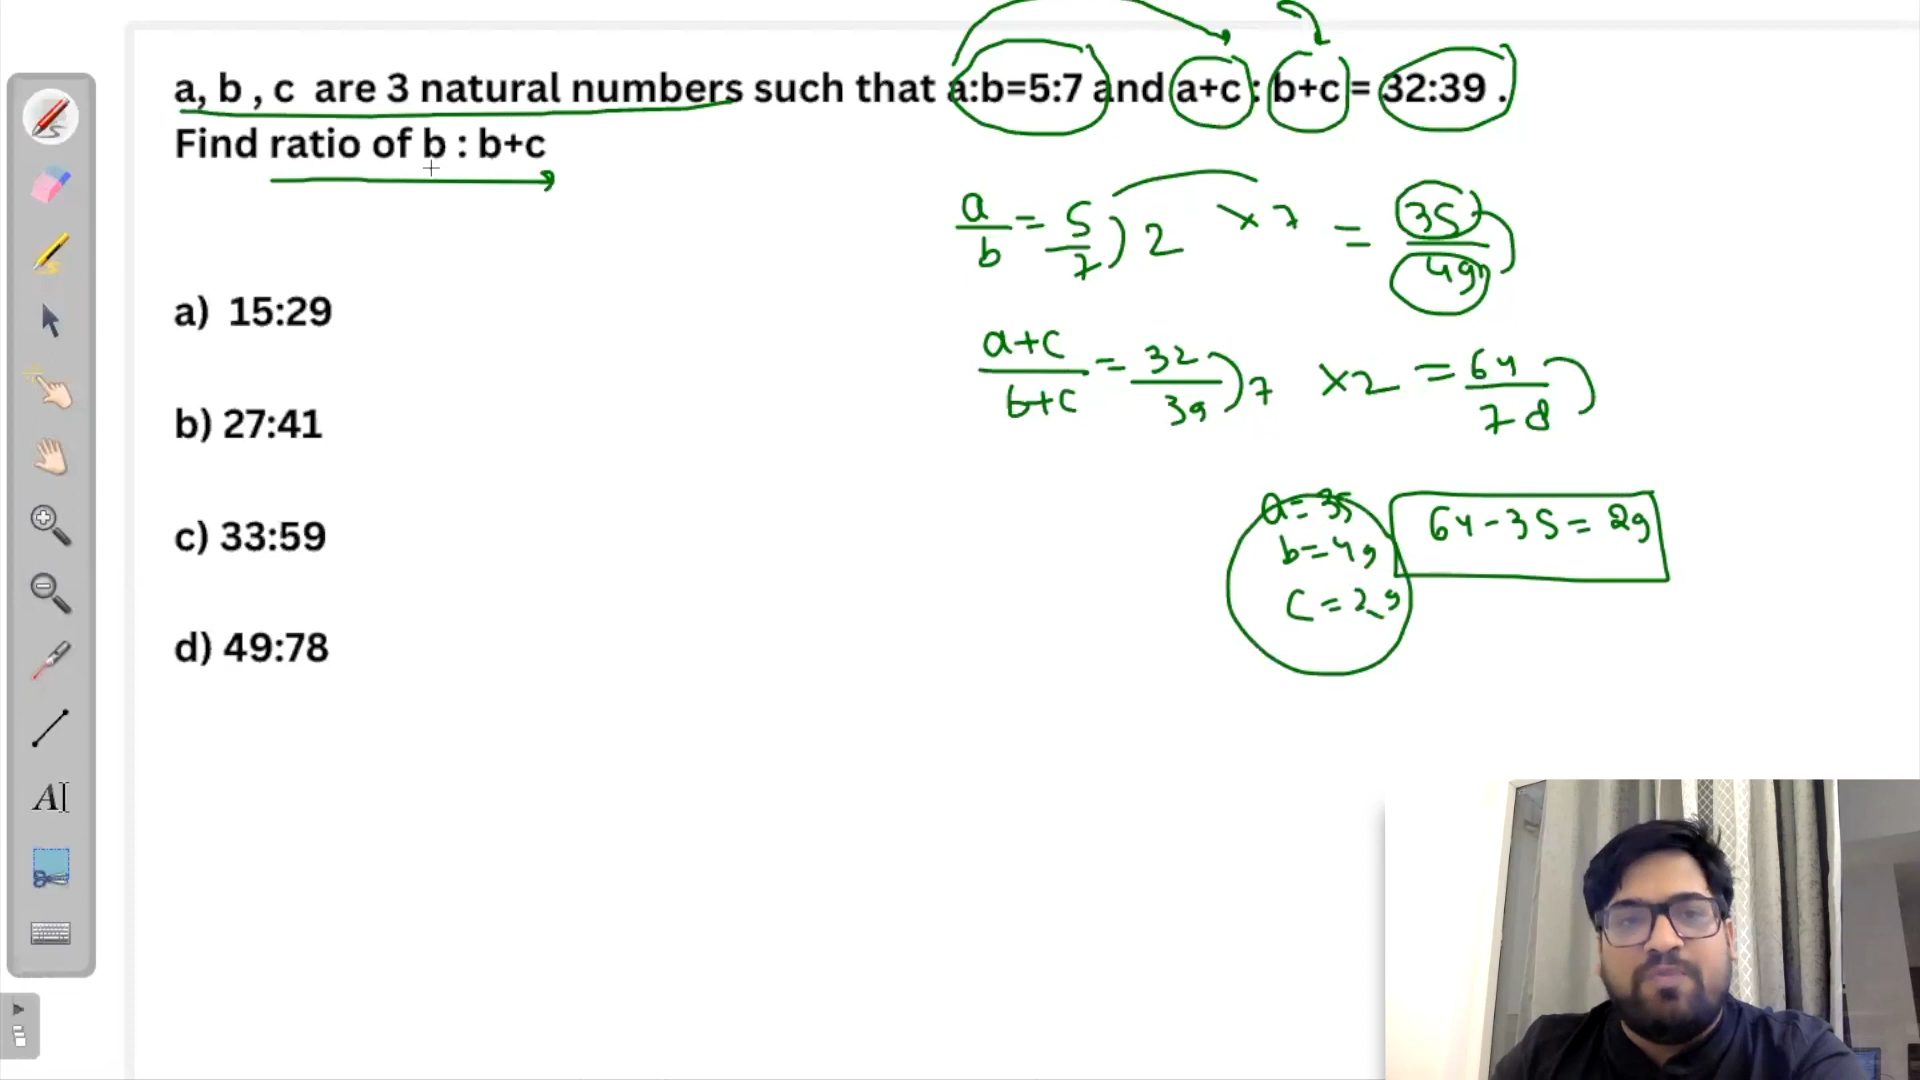 a, b , c are 3 natural numbers such that a:b=5:7 and a+c : b+c = 32:39 .
Find ratio of b : b+c
a/b = 5/7 ) 2 × 7 = 35/49
a) 15:29
a+c/b+c = 32/39 ) 7 ×2 = 64/78
b) 27:41
a = 35
64-35 = 29
c) 33:59
b = 49
c = 29
d) 49:78
AI